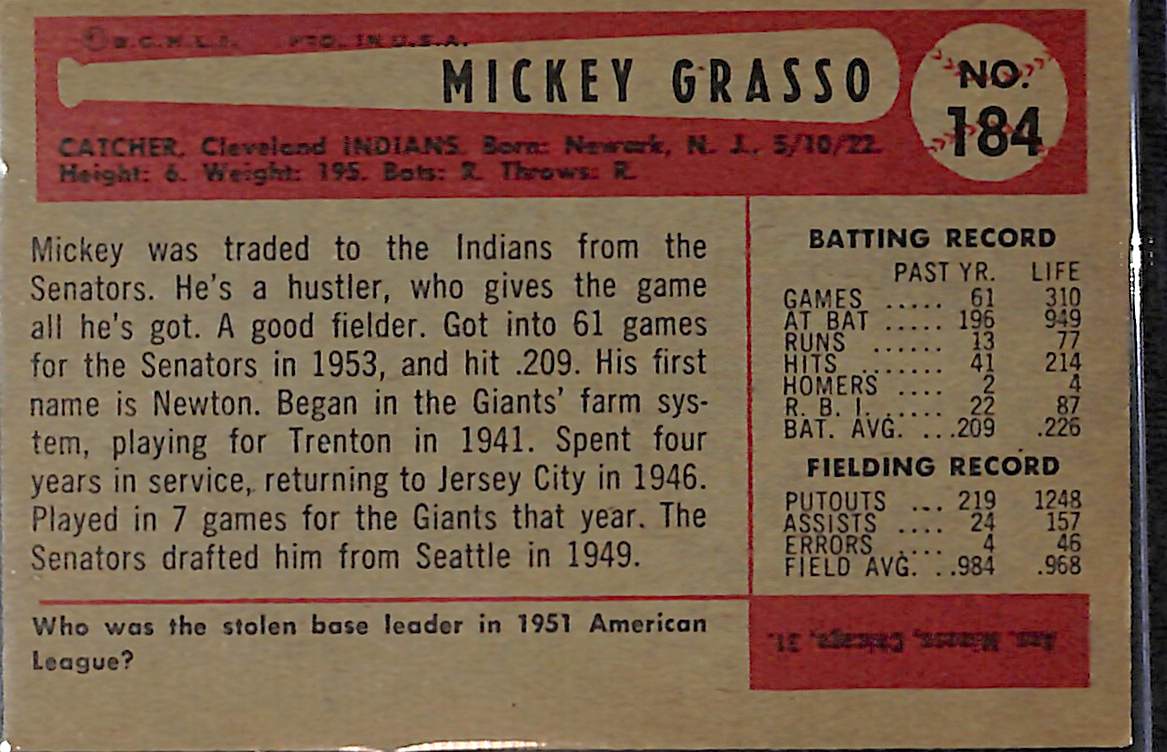 © B.G.H.L.I. PRO. IN U.S.A.
MICKEY GRASSO
NO.
184
CATCHER, Cleveland INDIANS. Born: Newark, N. J., 5/10/22.
Height: 6. Weight: 195. Bats: R. Throws: R.
Mickey was traded to the Indians from the
Senators. He's a hustler, who gives the game
all he's got. A good fielder. Got into 61 games
for the Senators in 1953, and hit .209. His first
name is Newton. Began in the Giants' farm sys-
tem, playing for Trenton in 1941. Spent four
years in service, returning to Jersey City in 1946.
Played in 7 games for the Giants that year. The
Senators drafted him from Seattle in 1949.
BATTING RECORD
PAST YR. LIFE
GAMES ..... 61 310
AT BAT ..... 196 949
RUNS ...... 13 77
HITS ....... 41 214
HOMERS .... 2 4
R. B. I. ...... 22 87
BAT. AVG. ...209 .226
FIELDING RECORD
PUTOUTS ... 219 1248
ASSISTS .... 24 157
ERRORS .... 4 46
FIELD AVG. ..984 .968
Who was the stolen base leader in 1951 American
League?
Ans. Minoso, Chicago, 31.